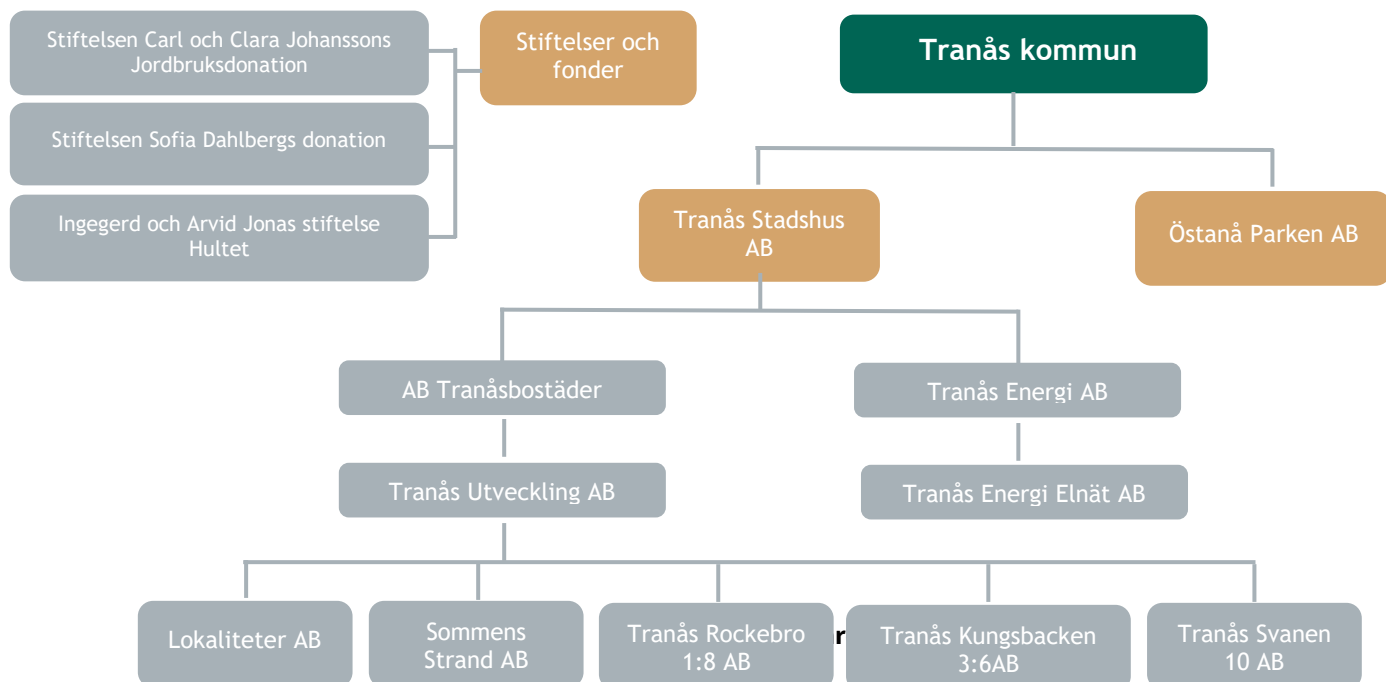 Stiftelsen Carl och Clara Johanssons
Jordbruksdonation
Stiftelsen Sofia Dahlbergs donation
Ingegerd och Arvid Jonas stiftelse
Hultet
Stiftelser och
fonder
Tranås kommun
Tranås Stadshus
AB
Östanå Parken AB
AB Tranåsbostäder
Tranås Energi AB
Tranås Utveckling AB
Tranås Energi Elnät AB
Lokaliteter AB
Sommens
Strand AB
Tranås Rockebro
1:8 AB
Tranås Kungsbacken
3:6AB
Tranås Svanen
10 AB